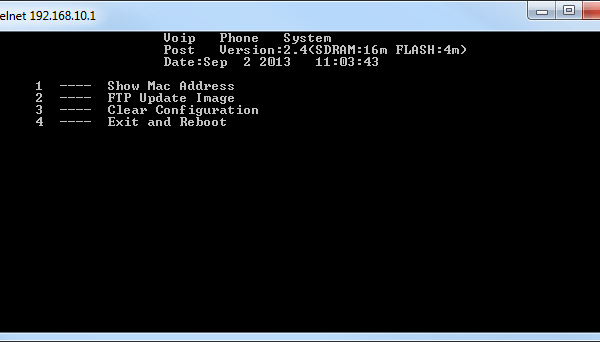 elnet 192.168.10.1
Voip Phone System
Post Version:2.4(SDRAM:16m FLASH:4m)
Date:Sep 2 2013 11:03:43
1 ---- Show Mac Address
2 ---- FTP Update Image
3 ---- Clear Configuration
4 ---- Exit and Reboot